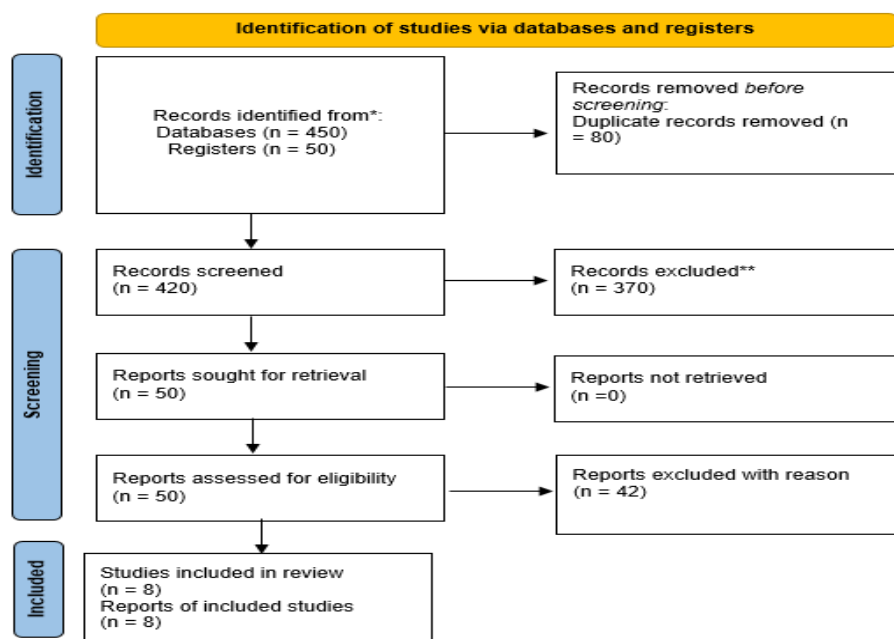 Identification of studies via databases and registers
Identification
Records identified from*:
Databases (n = 450)
Registers (n = 50)
Records removed before
screening:
Duplicate records removed (n
= 80)
Screening
Records screened
(n = 420)
Records excluded**
(n = 370)
Reports sought for retrieval
(n = 50)
Reports not retrieved
(n =0)
Reports assessed for eligibility
(n = 50)
Reports excluded with reason
(n = 42)
Included
Studies included in review
(n = 8)
Reports of included studies
(n = 8)